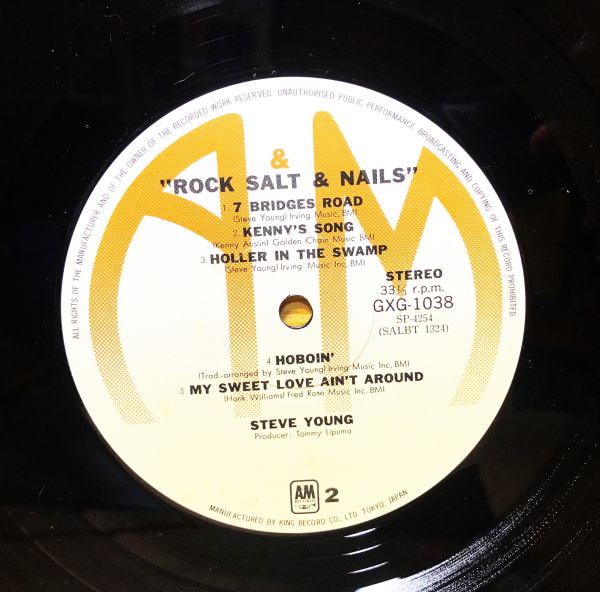 ALL RIGHTS OF THE MANUFACTURER AND OF THE OWNER OF THE RECORDED WORK RESERVED. UNAUTHORISED PUBLIC PERFORMANCE, BROADCASTING AND COPYING OF THIS RECORD PROHIBITED.
A&M
"ROCK SALT & NAILS"
1. 7 BRIDGES ROAD
(Steve Young) Irving Music, BMI
2. KENNY'S SONG
(Kenny Austin) Golden Chain Music BMI
3. HOLLER IN THE SWAMP
(Steve Young) Irving Music Inc, BMI
STEREO
33⅓ r.p.m.
GXG-1038
SP-4254
(SALBT 1324)
4. HOBOIN'
(Trad.-arranged by Steve Young) Irving Music Inc, BMI
5. MY SWEET LOVE AIN'T AROUND
(Hank Williams) Fred Rose Music Inc. BMI
STEVE YOUNG
Producer: Tommy Lipuma
AM
RECORDS
2
MANUFACTURED BY KING RECORD CO., LTD. TOKYO, JAPAN